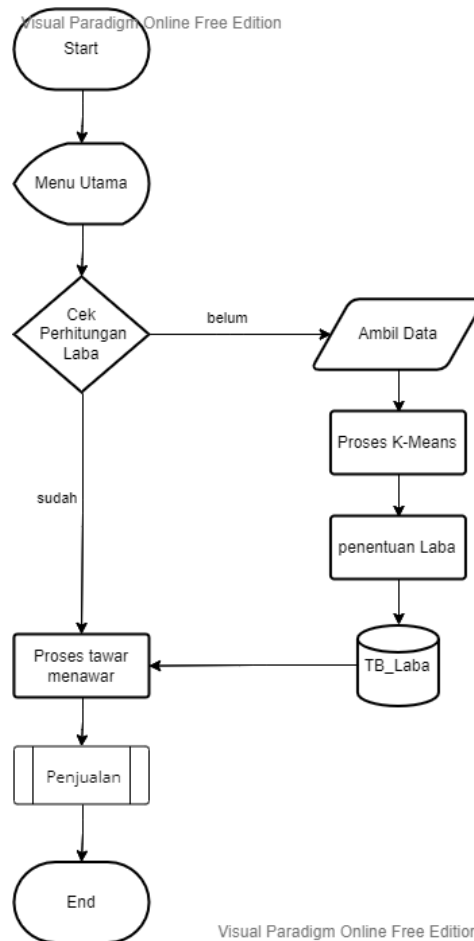 Visual Paradigm Online Free Edition
Start
Menu Utama
Cek
Perhitungan
Laba
belum
Ambil Data
Proses K-Means
sudah
penentuan Laba
Proses tawar
menawar
TB_Laba
Penjualan
End
Visual Paradigm Online Free Edition